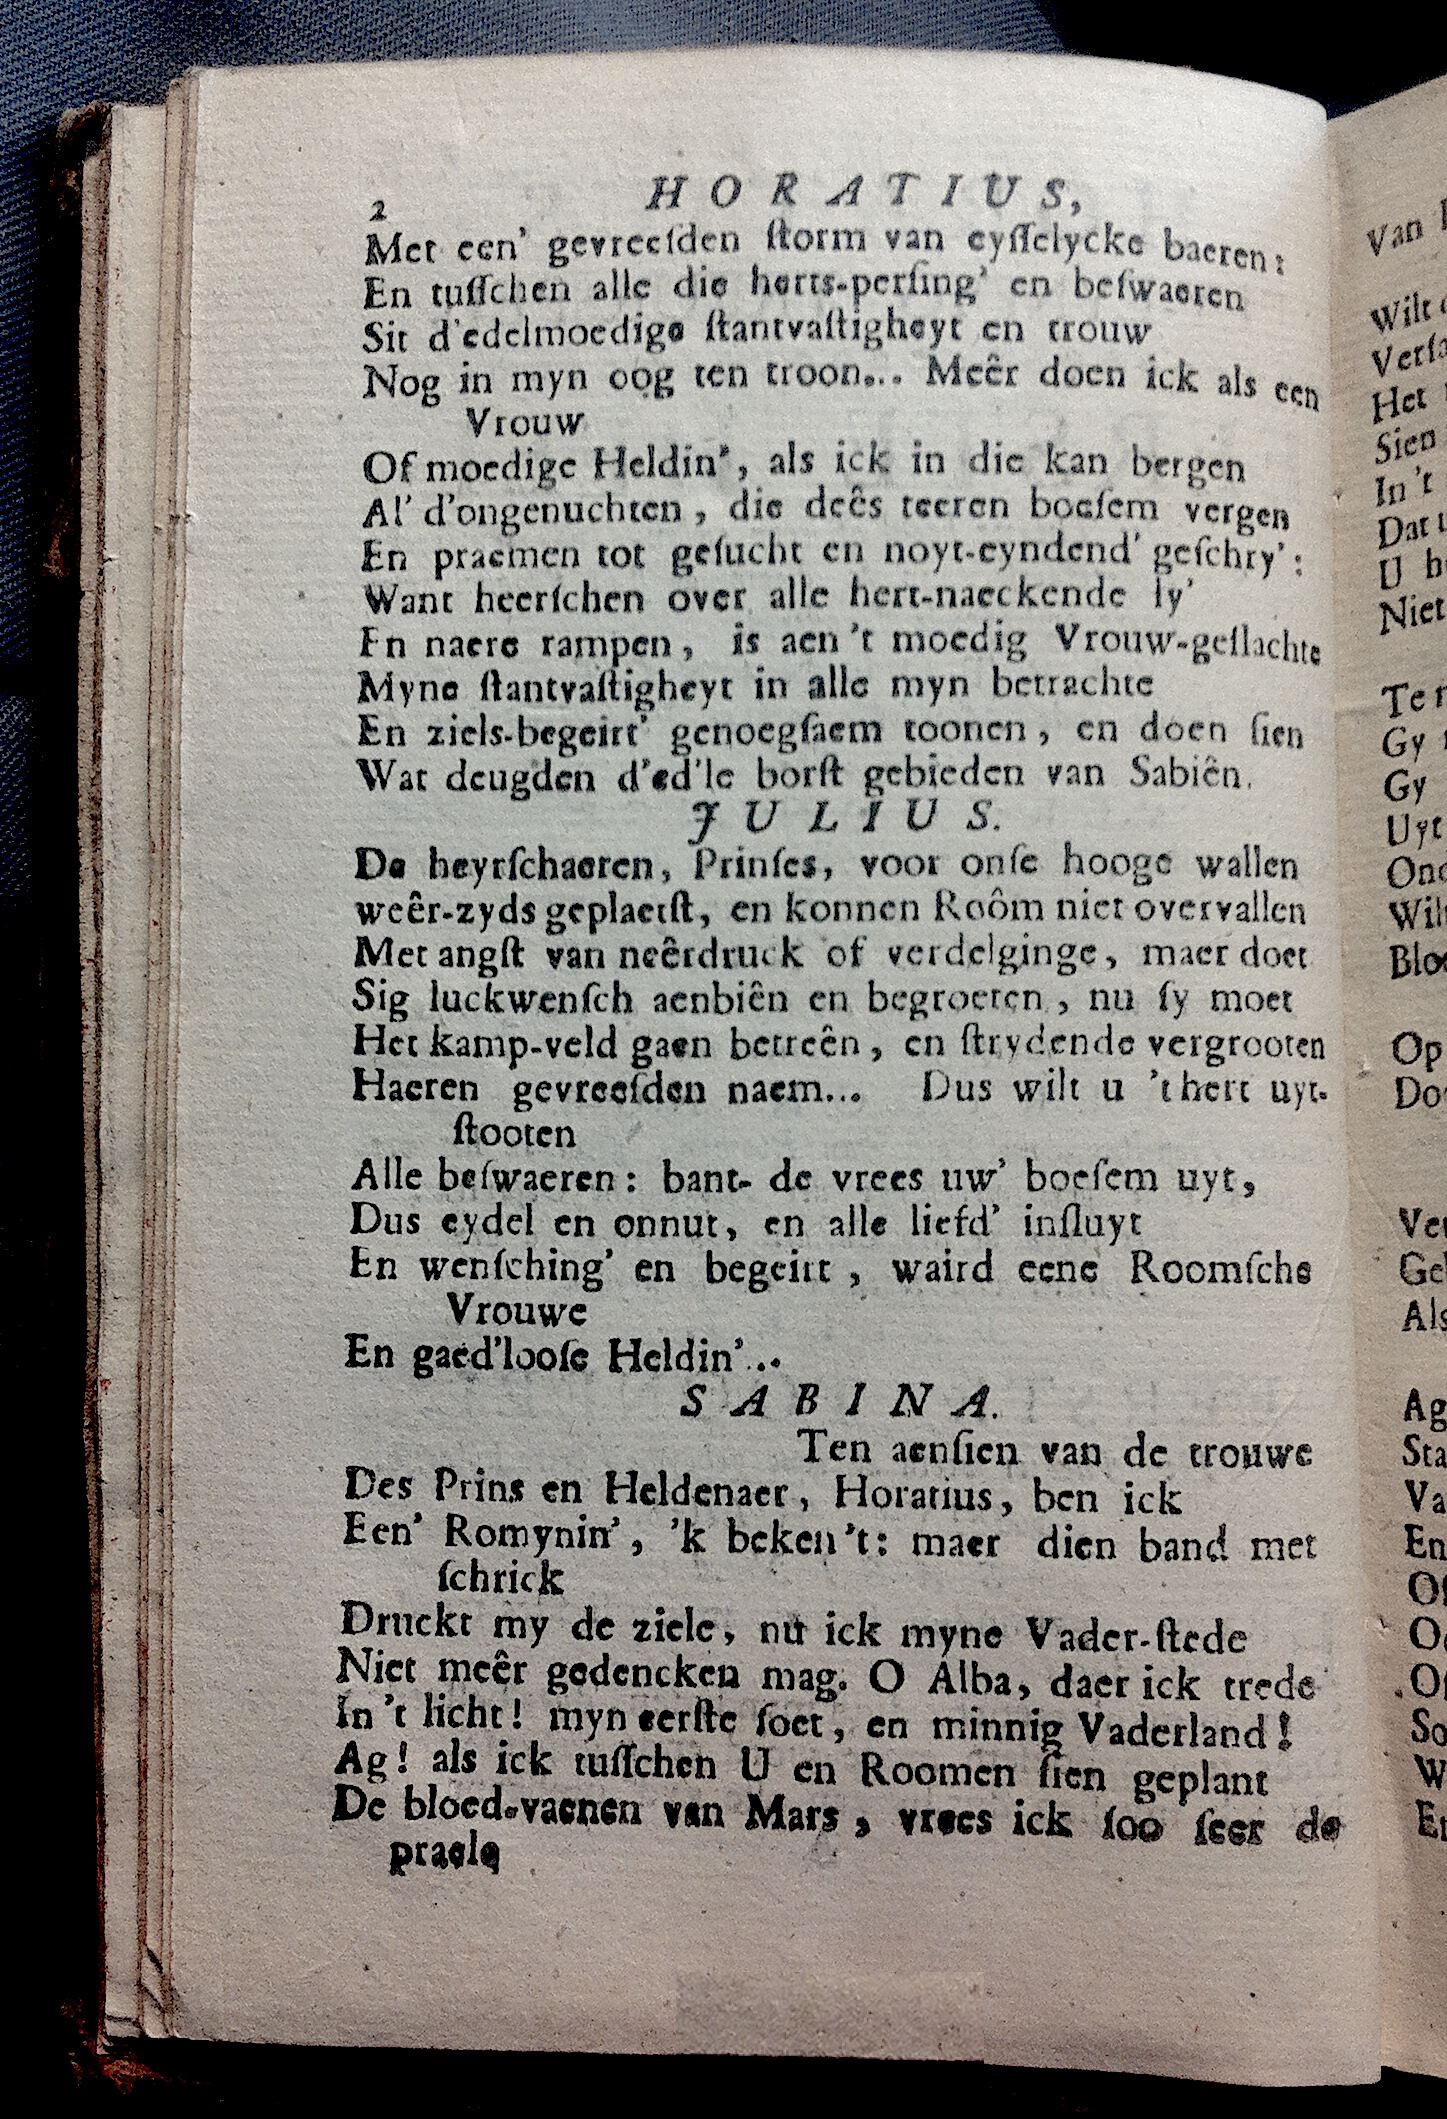 2 HORATIUS,
Met een' gevreesden ſtorm van eyſſelycke baeren:
En tuſſchen alle die herts-perſing' en beſwaeren
Sit d'edelmoedige ſtantvaſtigheyt en trouw
Nog in myn oog ten troon... Meêr doen ick als een
Vrouw
Of moedige Heldin', als ick in die kan bergen
Al' d'ongenuchten, die deês teeren boeſem vergen
En praemen tot geſucht en noyt-eyndend' geſchry':
Want heerſchen over alle hert-naeckende ly'
En naere rampen, is aen 't moedig Vrouw-geſlachte
Myne ſtantvaſtigheyt in alle myn betrachte
En ziels-begeirt' genoegſaem toonen, en doen ſien
Wat deugden d'ed'le borſt gebieden van Sabiên.
JULIUS.
De heyrſchaeren, Prinſes, voor onſe hooge wallen
weêr-zyds geplaetſt, en konnen Roôm niet overvallen
Met angſt van neêrdruck of verdelginge, maer doet
Sig luckwenſch aenbiên en begroeten, nu ſy moet
Het kamp-veld gaen betreên, en ſtrydende vergrooten
Haeren gevreeſden naem... Dus wilt u 't hert uyt-
ſtooten
Alle beſwaeren: bant- de vrees uw' boeſem uyt,
Dus eydel en onnut, en alle liefd' inſluyt
En wenſching' en begeirt, waird eene Roomſche
Vrouwe
En gaed'looſe Heldin'...
SABINA.
Ten aenſien van de trouwe
Des Prins en Heldenaer, Horatius, ben ick
Een' Romynin', 'k beken 't: maer dien band met
ſchrick
Druckt my de ziele, nu ick myne Vader-ſtede
Niet meêr gedencken mag. O Alba, daer ick trede
In 't licht! myn eerſte ſoet, en minnig Vaderland!
Ag! als ick tuſſchen U en Roomen ſien geplant
De bloed-vaenen van Mars, vrees ick ſoo ſeer de
praele
Van
Wilt
Het
Sien
In 't
U
Niet
Te
Gy
Gy
Uyt
Op
Als